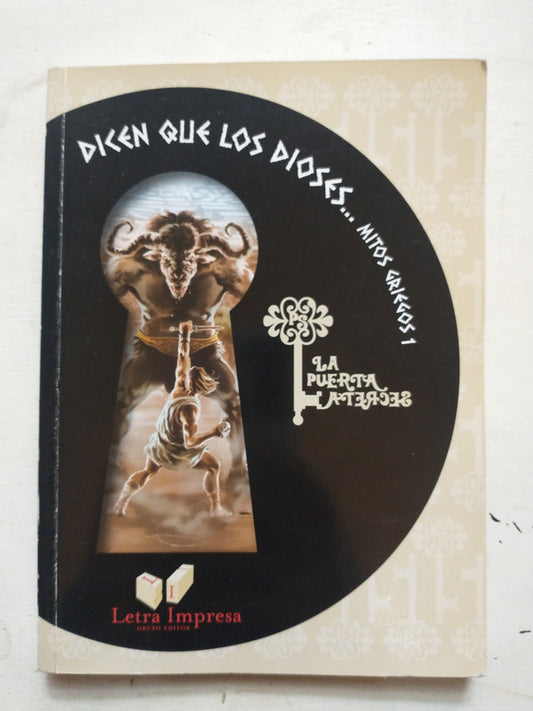 DICEN QUE LOS DIOSES...
MITOS GRIEGOS 1
LA
PUERTA
SECRETA
Letra Impresa
GRUPO EDITOR